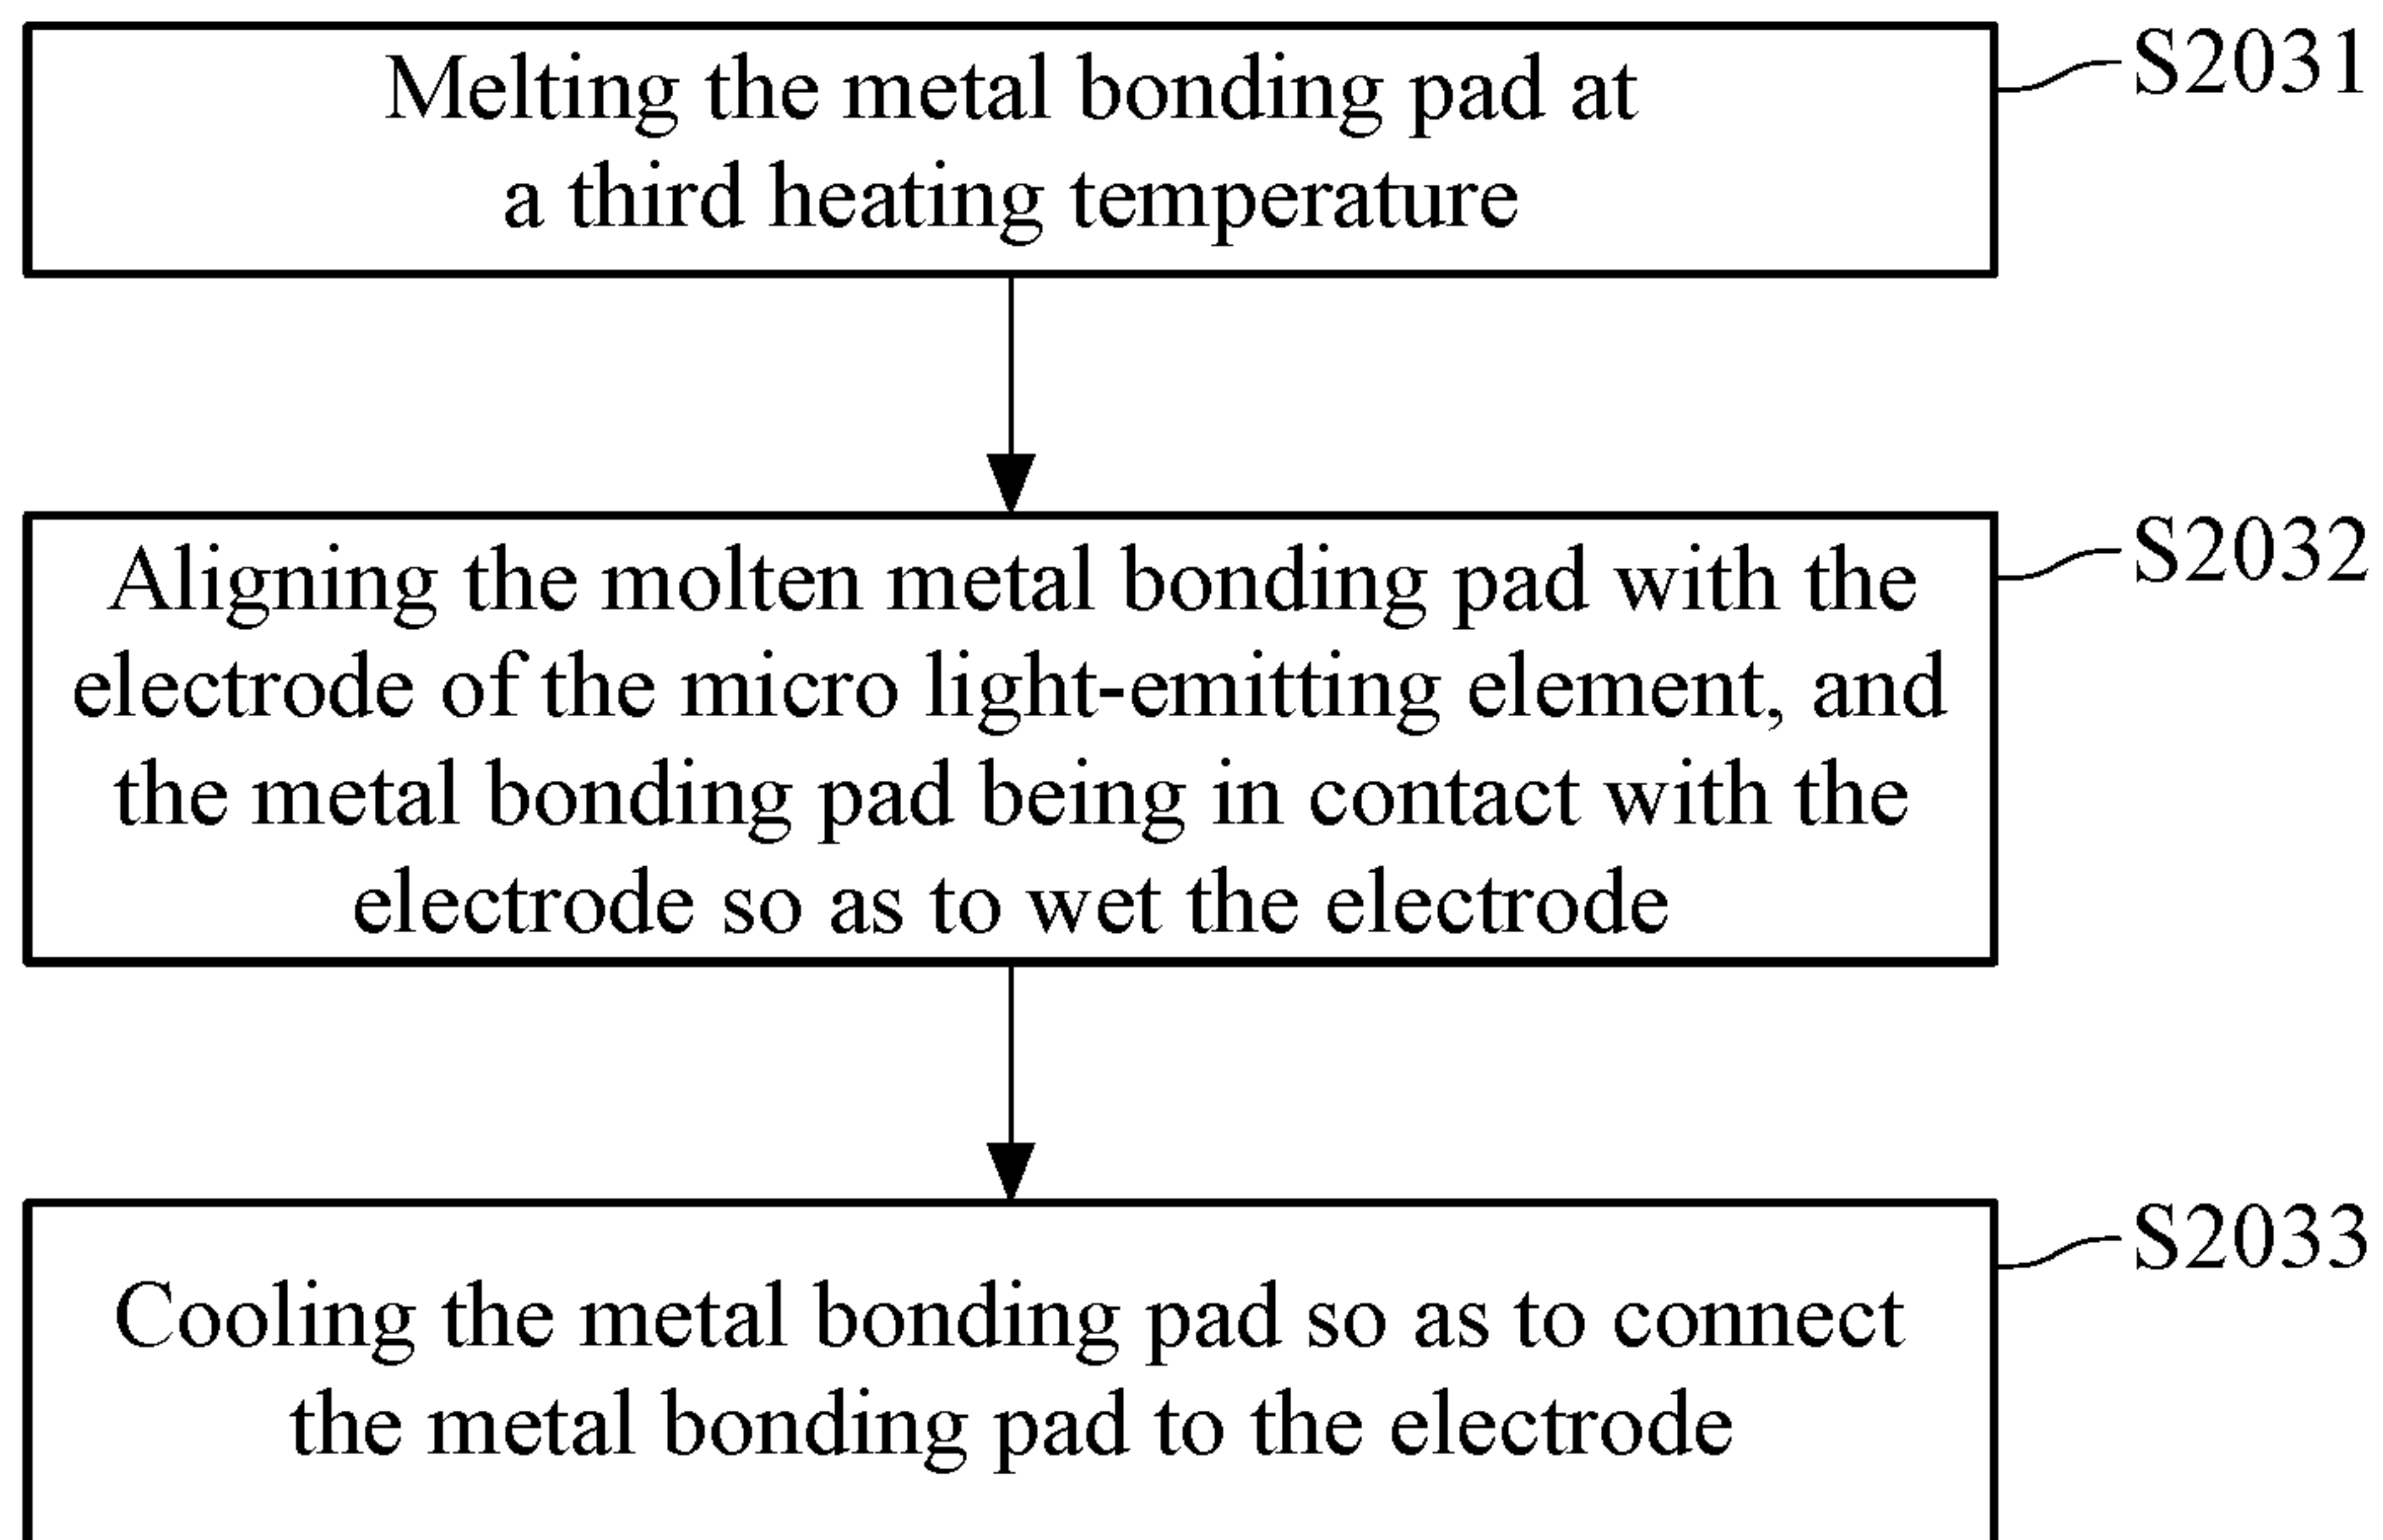 Melting the metal bonding pad at
a third heating temperature
S2031
Aligning the molten metal bonding pad with the
electrode of the micro light-emitting element, and
the metal bonding pad being in contact with the
electrode so as to wet the electrode
S2032
Cooling the metal bonding pad so as to connect
the metal bonding pad to the electrode
S2033